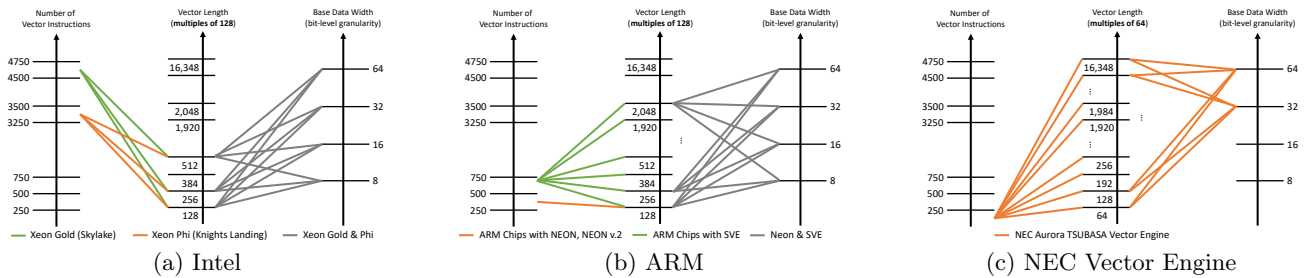 Number of
Vector Instructions
Vector Length
(multiples of 128)
Base Data Width
(bit-level granularity)
4750
4500
3500
3250
750
500
250
16,348
2,048
1,920
512
384
256
128
64
32
16
8
Xeon Gold (Skylake)
Xeon Phi (Knights Landing)
Xeon Gold & Phi
(a) Intel
Number of
Vector Instructions
Vector Length
(multiples of 128)
Base Data Width
(bit-level granularity)
4750
4500
3500
3250
750
500
250
16,348
2,048
1,920
...
512
384
256
128
64
32
16
8
ARM Chips with NEON, NEON v.2
ARM Chips with SVE
Neon & SVE
(b) ARM
Number of
Vector Instructions
Vector Length
(multiples of 64)
Base Data Width
(bit-level granularity)
4750
4500
3500
3250
750
500
250
16,348
...
1,984
...
1,920
...
256
192
128
64
64
32
16
8
NEC Aurora TSUBASA Vector Engine
(c) NEC Vector Engine